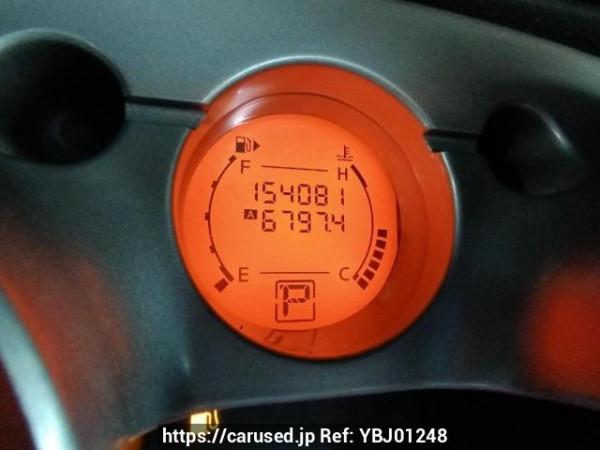 F H
154081
A 6797.4
E C
P
https://carused.jp Ref: YBJ01248